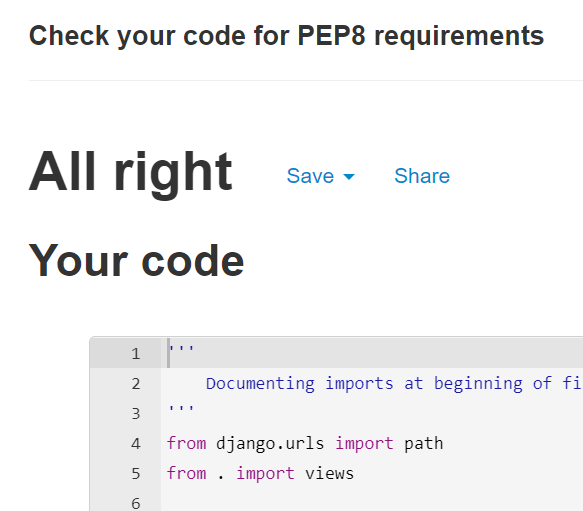 Check your code for PEP8 requirements
All right Save Share
Your code
1 '''
2 Documenting imports at beginning of fi
3 '''
4 from django.urls import path
5 from . import views
6